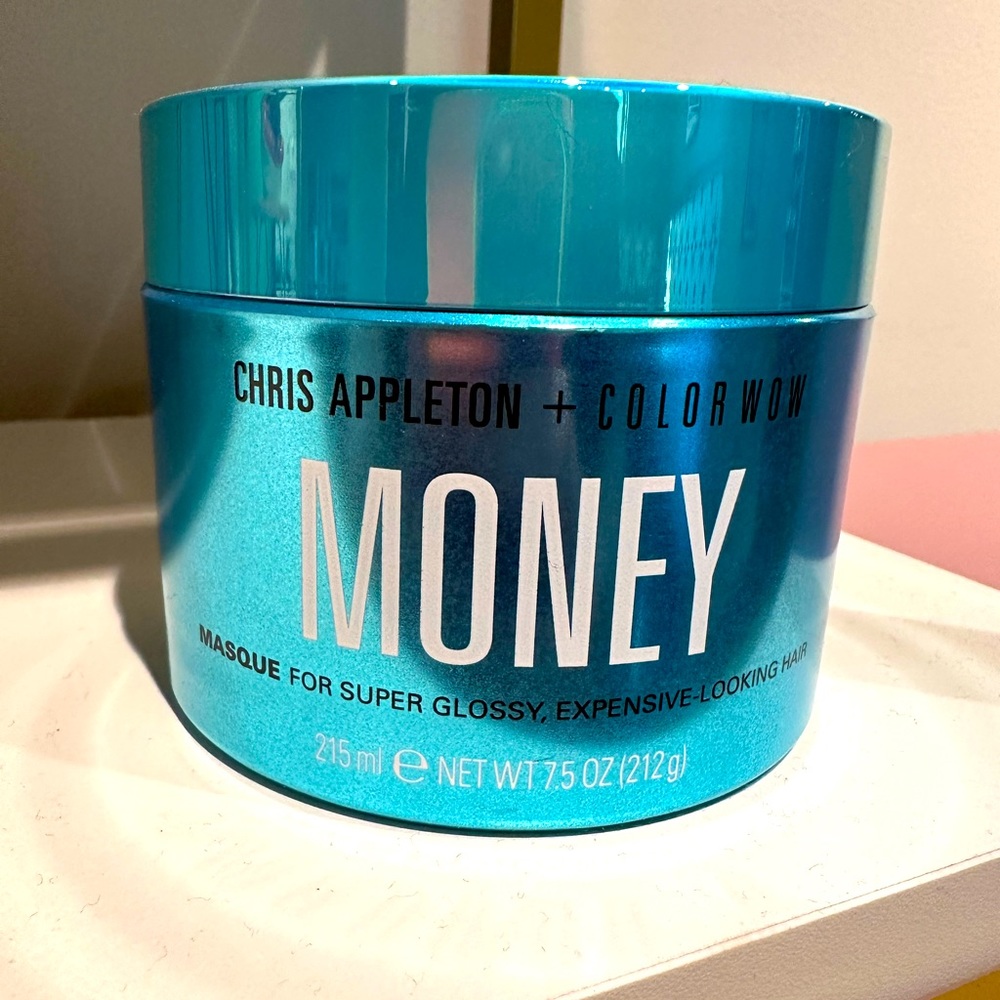 CHRIS APPLETON + COLOR WOW
MONEY
MASQUE FOR SUPER GLOSSY, EXPENSIVE-LOOKING HAIR
215 ml ℮ NET WT 7.5 OZ (212 g)